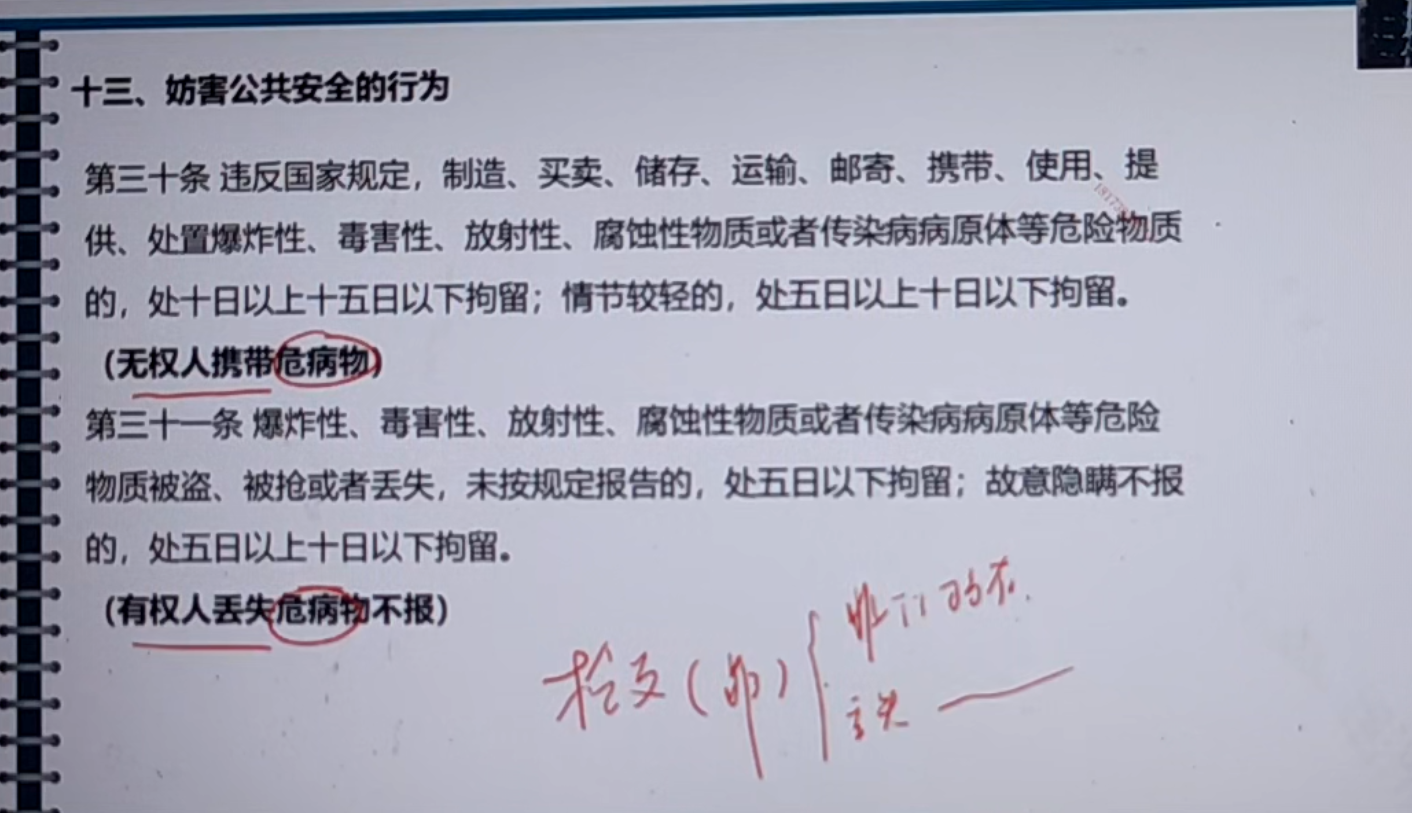 十三、妨害公共安全的行为
第三十条 违反国家规定，制造、买卖、储存、运输、邮寄、携带、使用、提
供、处置爆炸性、毒害性、放射性、腐蚀性物质或者传染病病原体等危险物质
的，处十日以上十五日以下拘留；情节较轻的，处五日以上十日以下拘留。
（无权人携带危病物）
第三十一条 爆炸性、毒害性、放射性、腐蚀性物质或者传染病病原体等危险
物质被盗、被抢或者丢失，未按规定报告的，处五日以下拘留；故意隐瞒不报
的，处五日以上十日以下拘留。
（有权人丢失危病物不报）
枪支